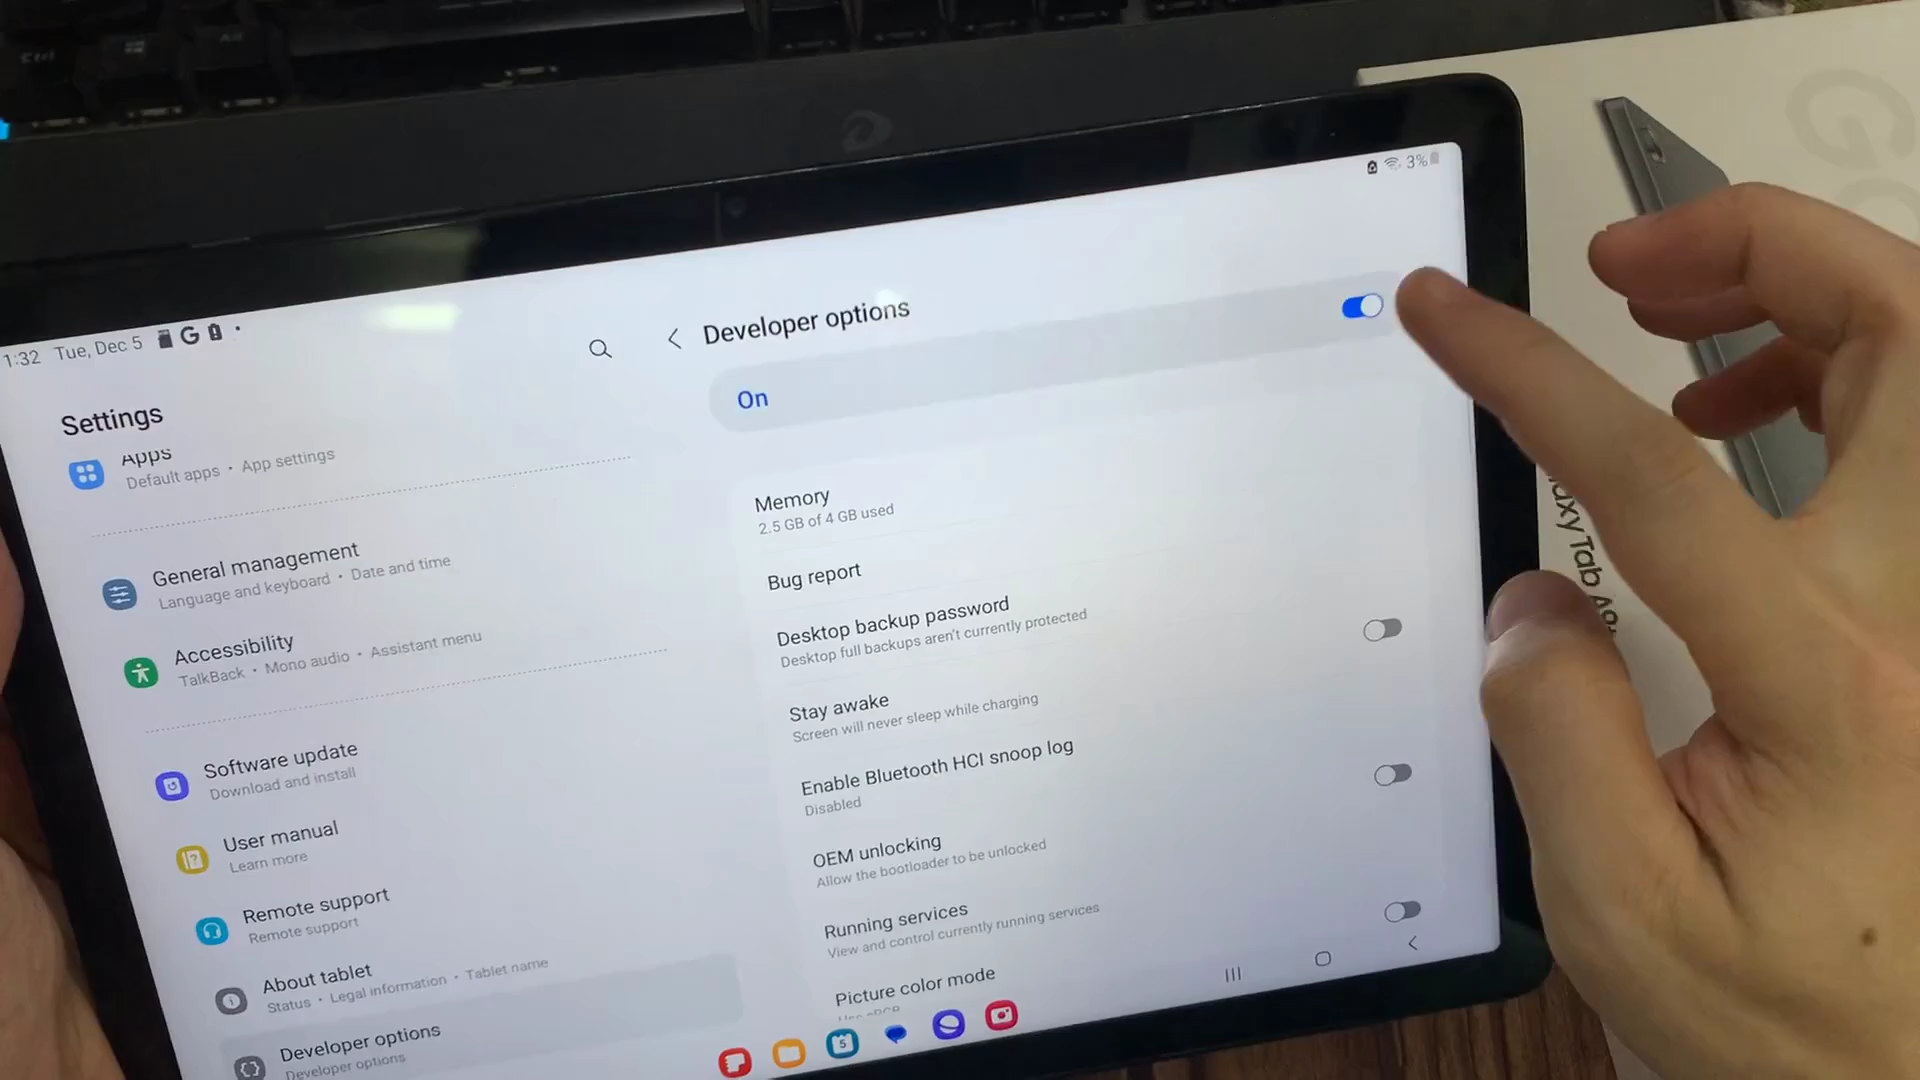 Ctrl
3%
1:32 Tue, Dec 5
G
Settings
Apps
Default apps • App settings
General management
Language and keyboard • Date and time
Accessibility
TalkBack • Mono audio • Assistant menu
Software update
Download and install
User manual
Learn more
Remote support
Remote support
About tablet
Status • Legal information • Tablet name
Developer options
Developer options
Developer options
On
Memory
2.5 GB of 4 GB used
Bug report
Desktop backup password
Desktop full backups aren't currently protected
Stay awake
Screen will never sleep while charging
Enable Bluetooth HCI snoop log
Disabled
OEM unlocking
Allow the bootloader to be unlocked
Running services
View and control currently running services
Picture color mode
5
Tab